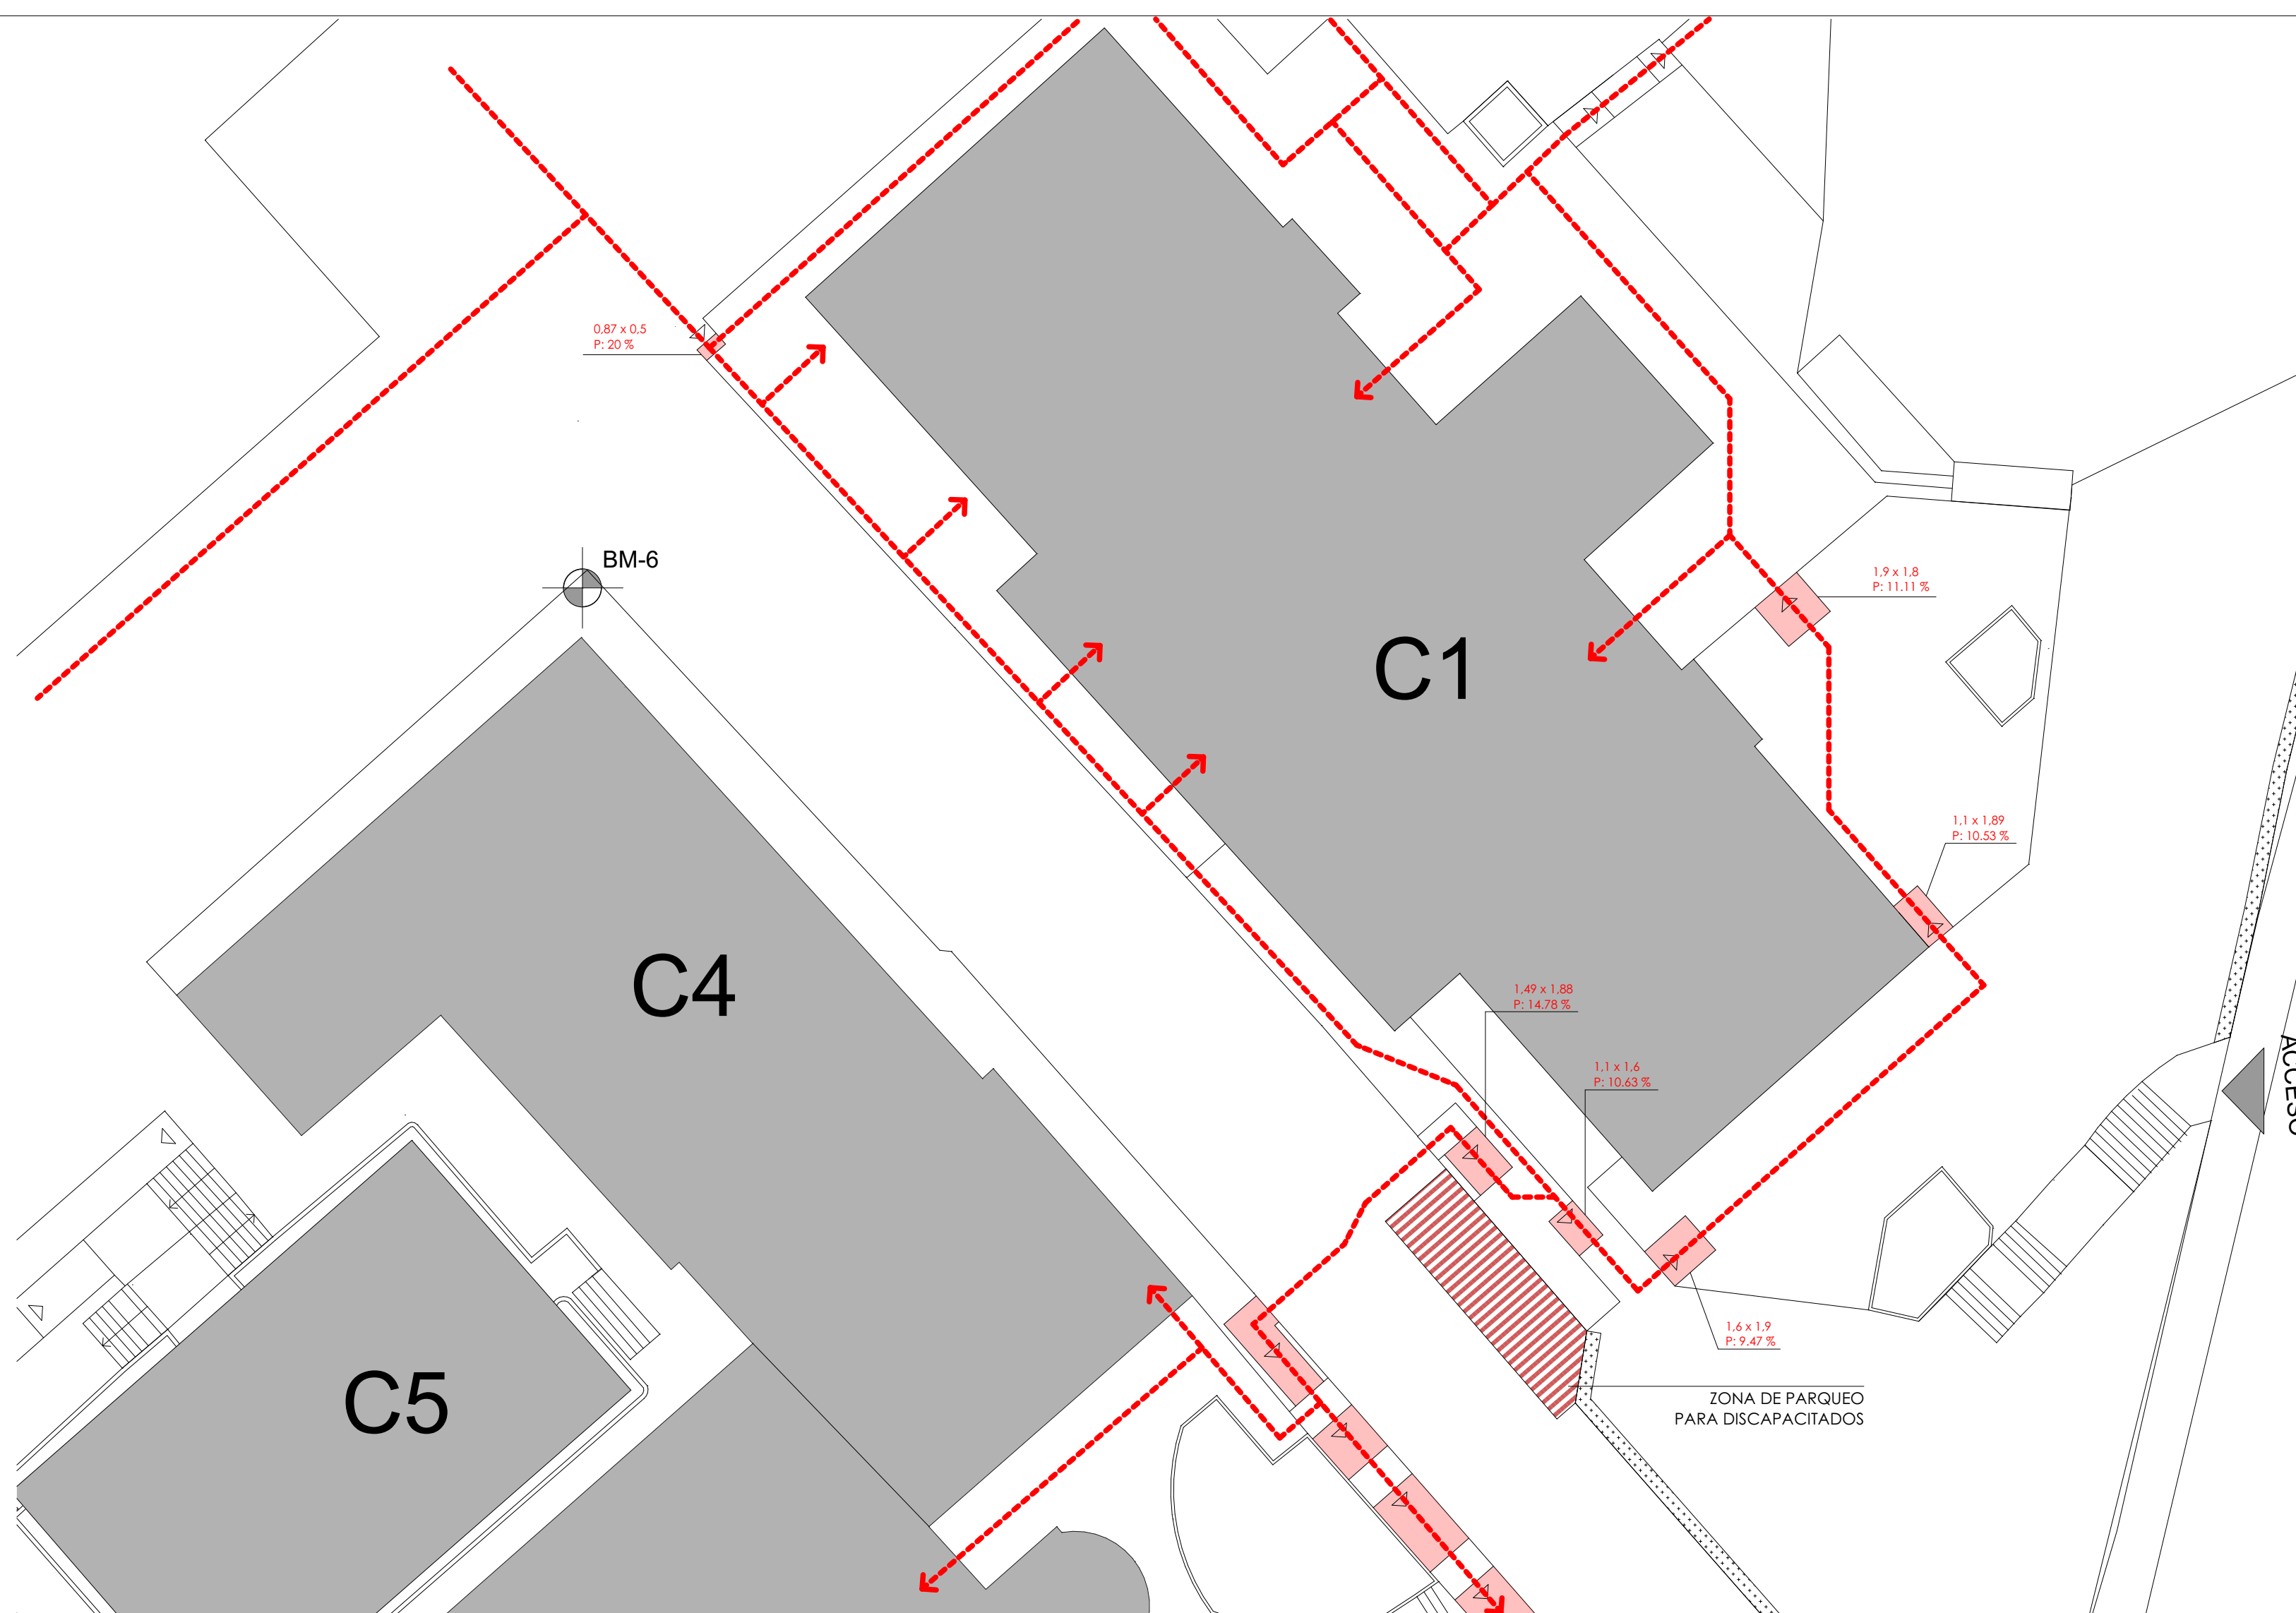 0,87 x 0,5
P: 20 %
BM-6
1,9 x 1,8
P: 11.11 %
C1
1,1 x 1,89
P: 10.53 %
C4
1,49 x 1,88
P: 14.78 %
1,1 x 1,6
P: 10.63 %
ACCESO
1,6 x 1,9
P: 9.47 %
C5
ZONA DE PARQUEO
PARA DISCAPACITADOS